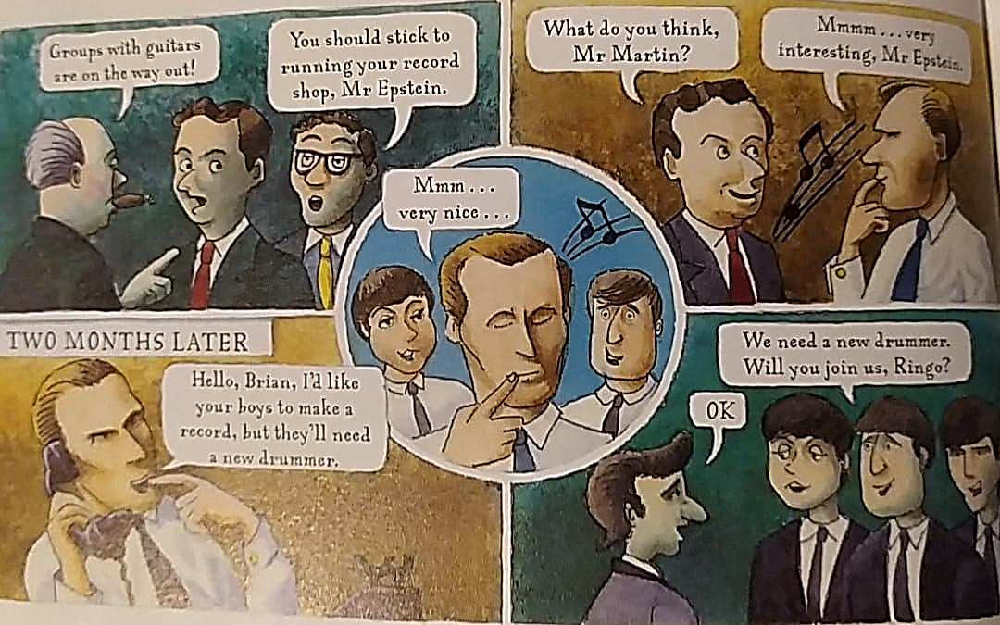 Groups with guitars
are on the way out!
You should stick to
running your record
shop, Mr Epstein.
What do you think,
Mr Martin?
Mmmm ... very
interesting, Mr Epstein.
Mmm ...
very nice ...
TWO MONTHS LATER
Hello, Brian, I'd like
your boys to make a
record, but they'll need
a new drummer.
We need a new drummer.
Will you join us, Ringo?
OK